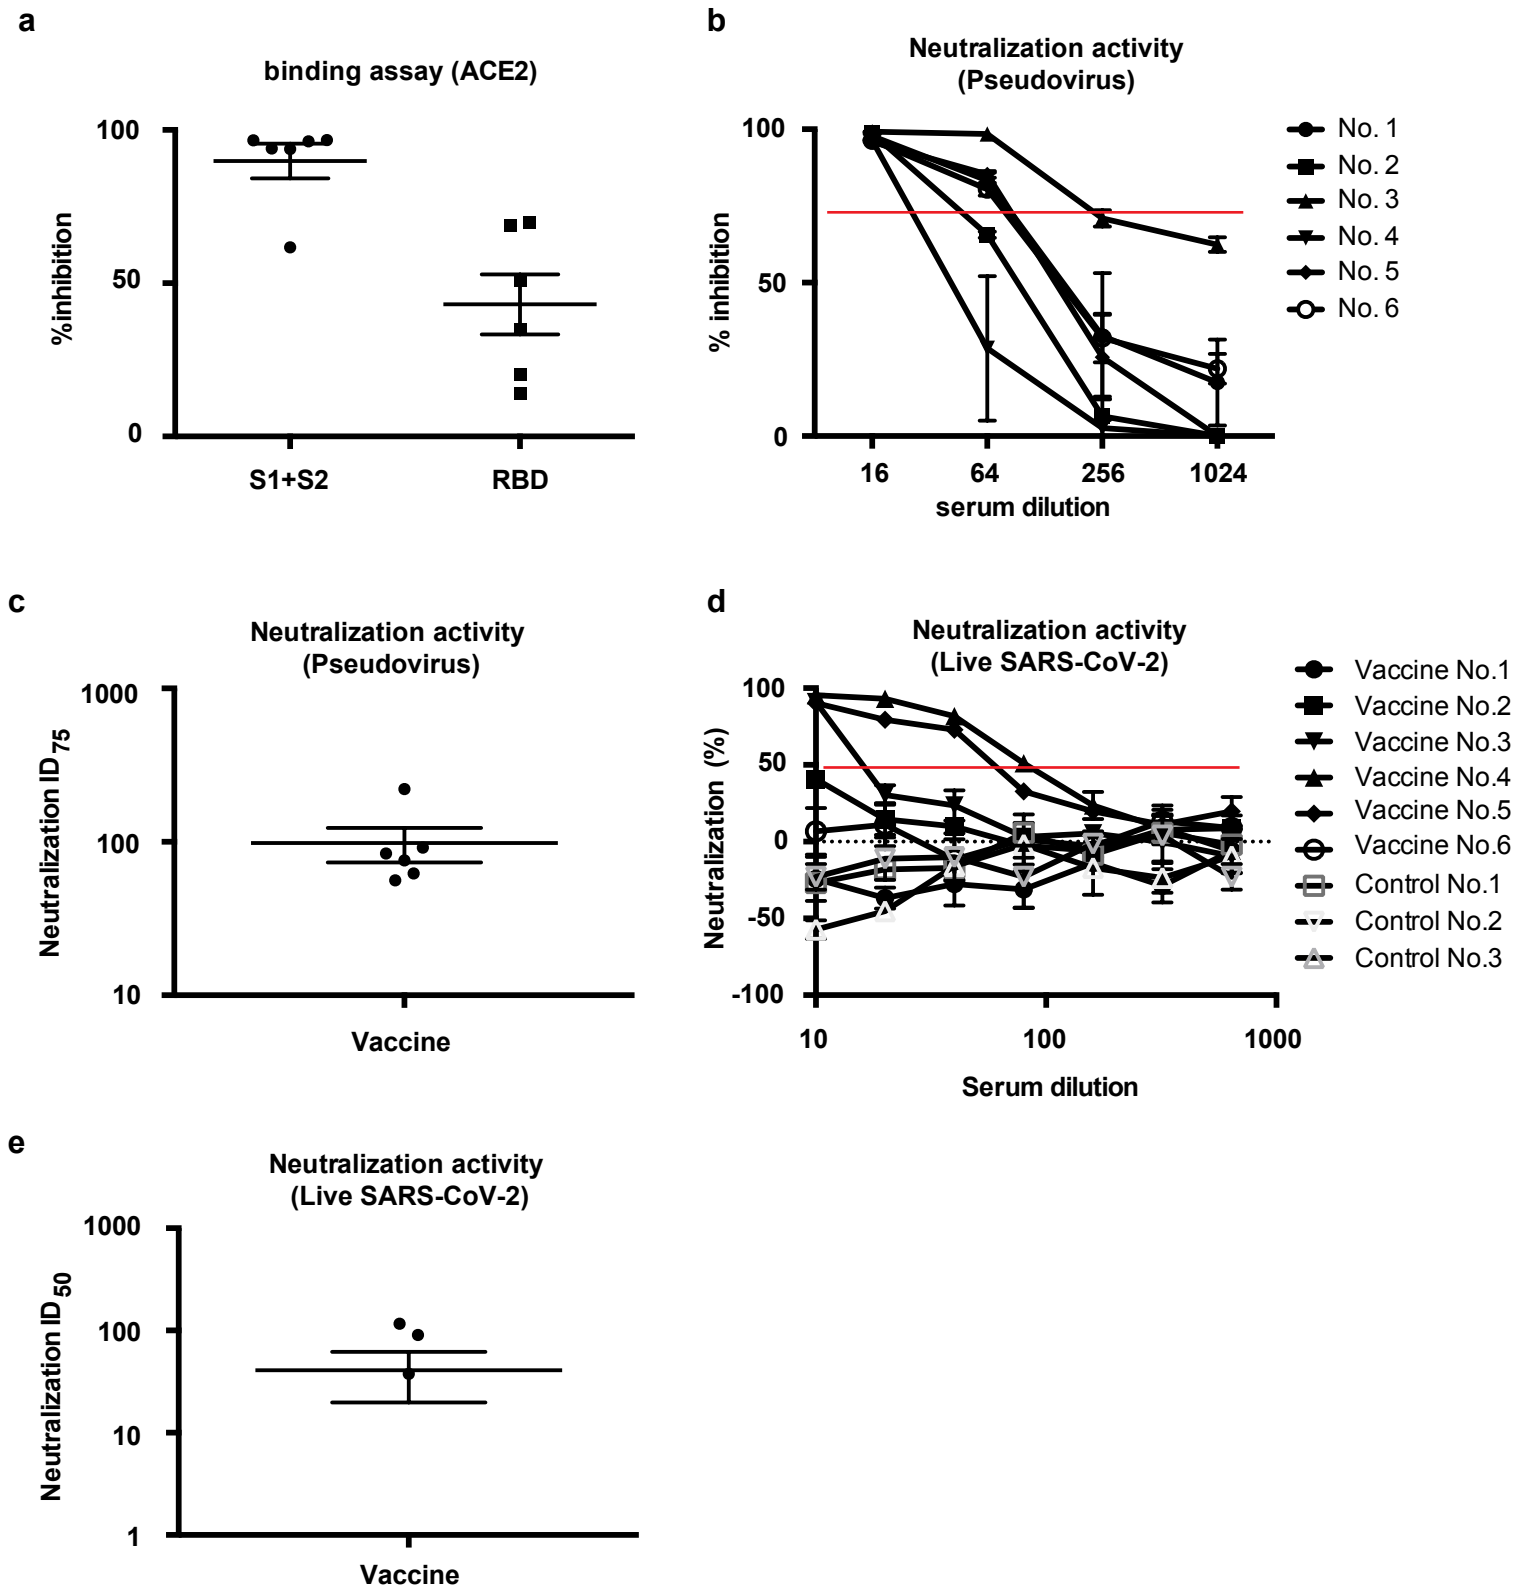 a
binding assay (ACE2)
%inhibition
100
50
0
S1+S2
RBD
b
Neutralization activity
(Pseudovirus)
% inhibition
100
50
0
16
64
256
1024
serum dilution
No. 1
No. 2
No. 3
No. 4
No. 5
No. 6
c
Neutralization activity
(Pseudovirus)
Neutralization ID75
1000
100
10
Vaccine
d
Neutralization activity
(Live SARS-CoV-2)
Neutralization (%)
100
50
0
-50
-100
10
100
1000
Serum dilution
Vaccine No.1
Vaccine No.2
Vaccine No.3
Vaccine No.4
Vaccine No.5
Vaccine No.6
Control No.1
Control No.2
Control No.3
e
Neutralization activity
(Live SARS-CoV-2)
Neutralization ID50
1000
100
10
1
Vaccine